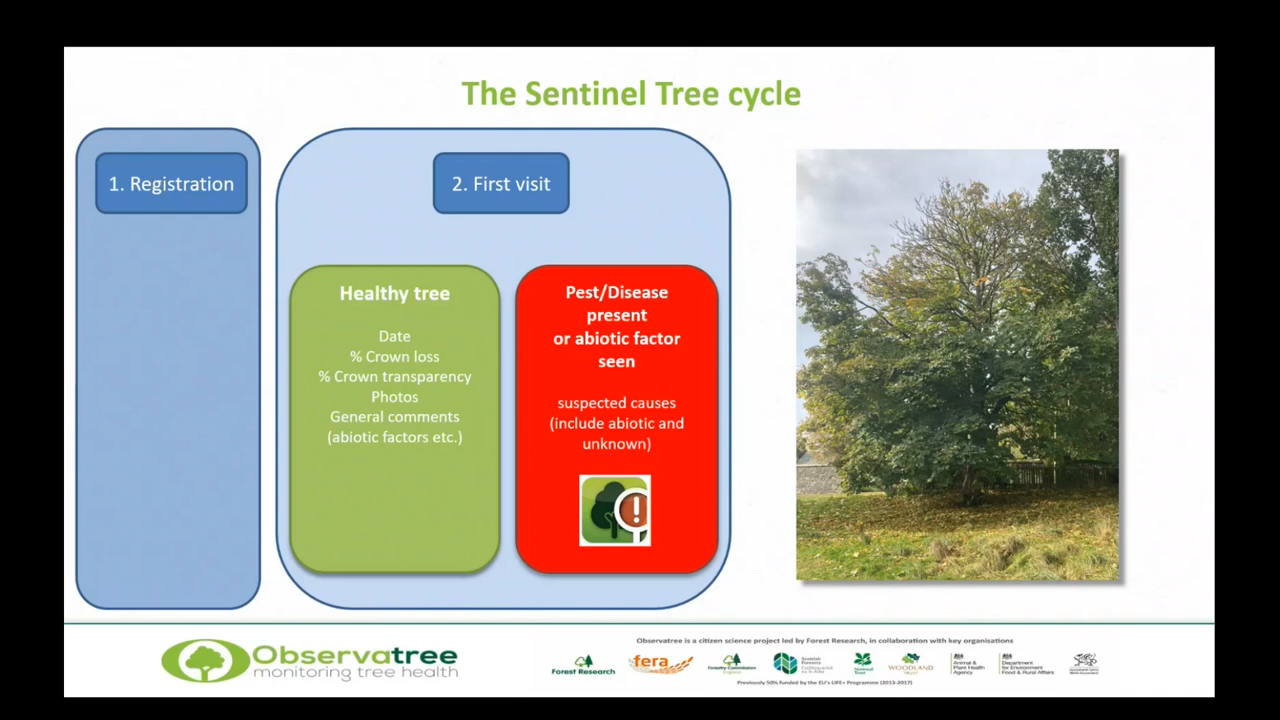 The Sentinel Tree cycle
1. Registration
2. First visit
Healthy tree
Date
% Crown loss
% Crown transparency
Photos
General comments
(abiotic factors etc.)
Pest/Disease
present
or abiotic factor
seen
suspected causes
(include abiotic and
unknown)
!
Observatree
monitoring tree health
Observatree is a citizen science project led by Forest Research, in collaboration with key organisations
Forest Research
fera
Forestry Commission
England
Scottish
Forestry
National
Trust
WOODLAND
TRUST
Animal &
Plant Health
Agency
Department
for Environment
Food & Rural Affairs
Previously 50% funded by the EU's LIFE+ Programme (2013-2017)